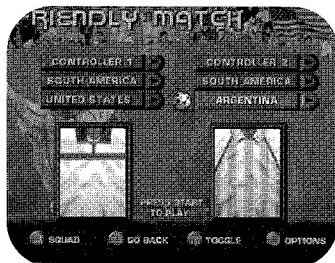 FRIENDLY MATCH
CONTROLLER 1 CONTROLLER 2
SOUTH AMERICA SOUTH AMERICA
UNITED STATES ARGENTINA
PRESS START
TO PLAY
SQUAD GO BACK TOGGLE OPTIONS